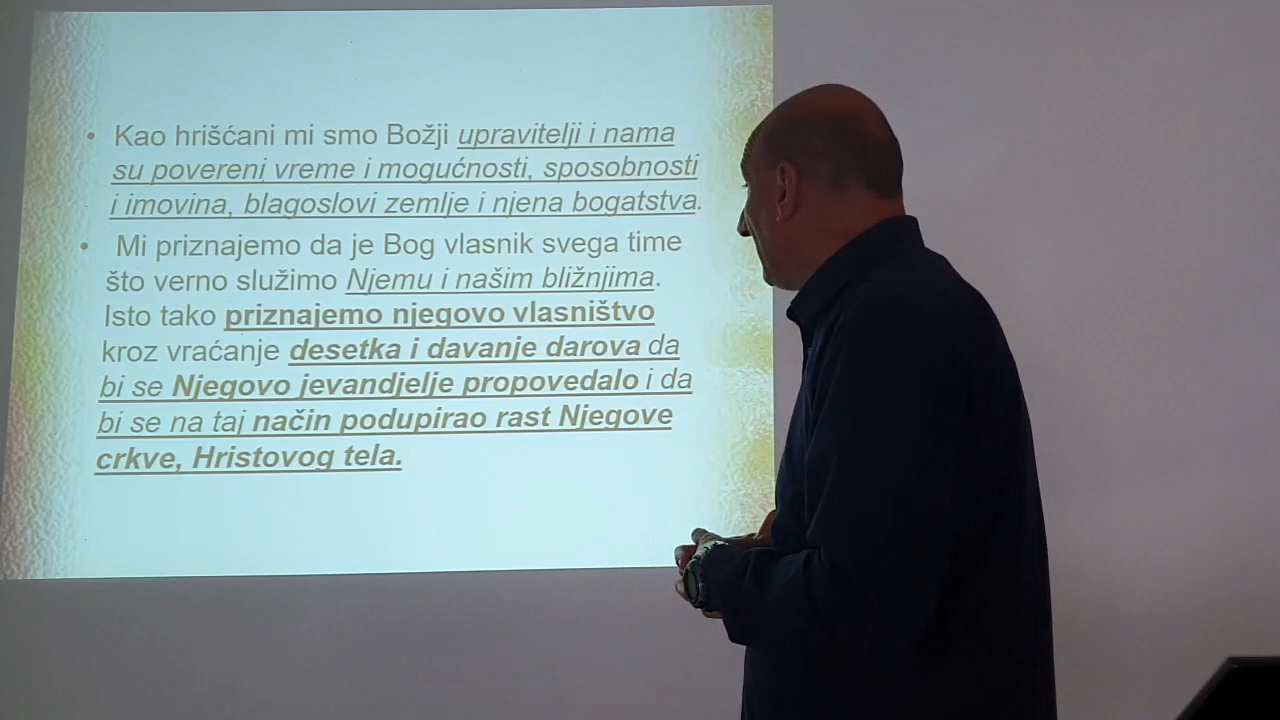 • Kao hrišćani mi smo Božji upravitelji i nama
su povereni vreme i mogućnosti, sposobnosti
i imovina, blagoslovi zemlje i njena bogatstva.
• Mi priznajemo da je Bog vlasnik svega time
što verno služimo Njemu i našim bližnjima.
Isto tako priznajemo njegovo vlasništvo
kroz vraćanje desetka i davanje darova da
bi se Njegovo jevandjelje propovedalo i da
bi se na taj način podupirao rast Njegove
crkve, Hristovog tela.